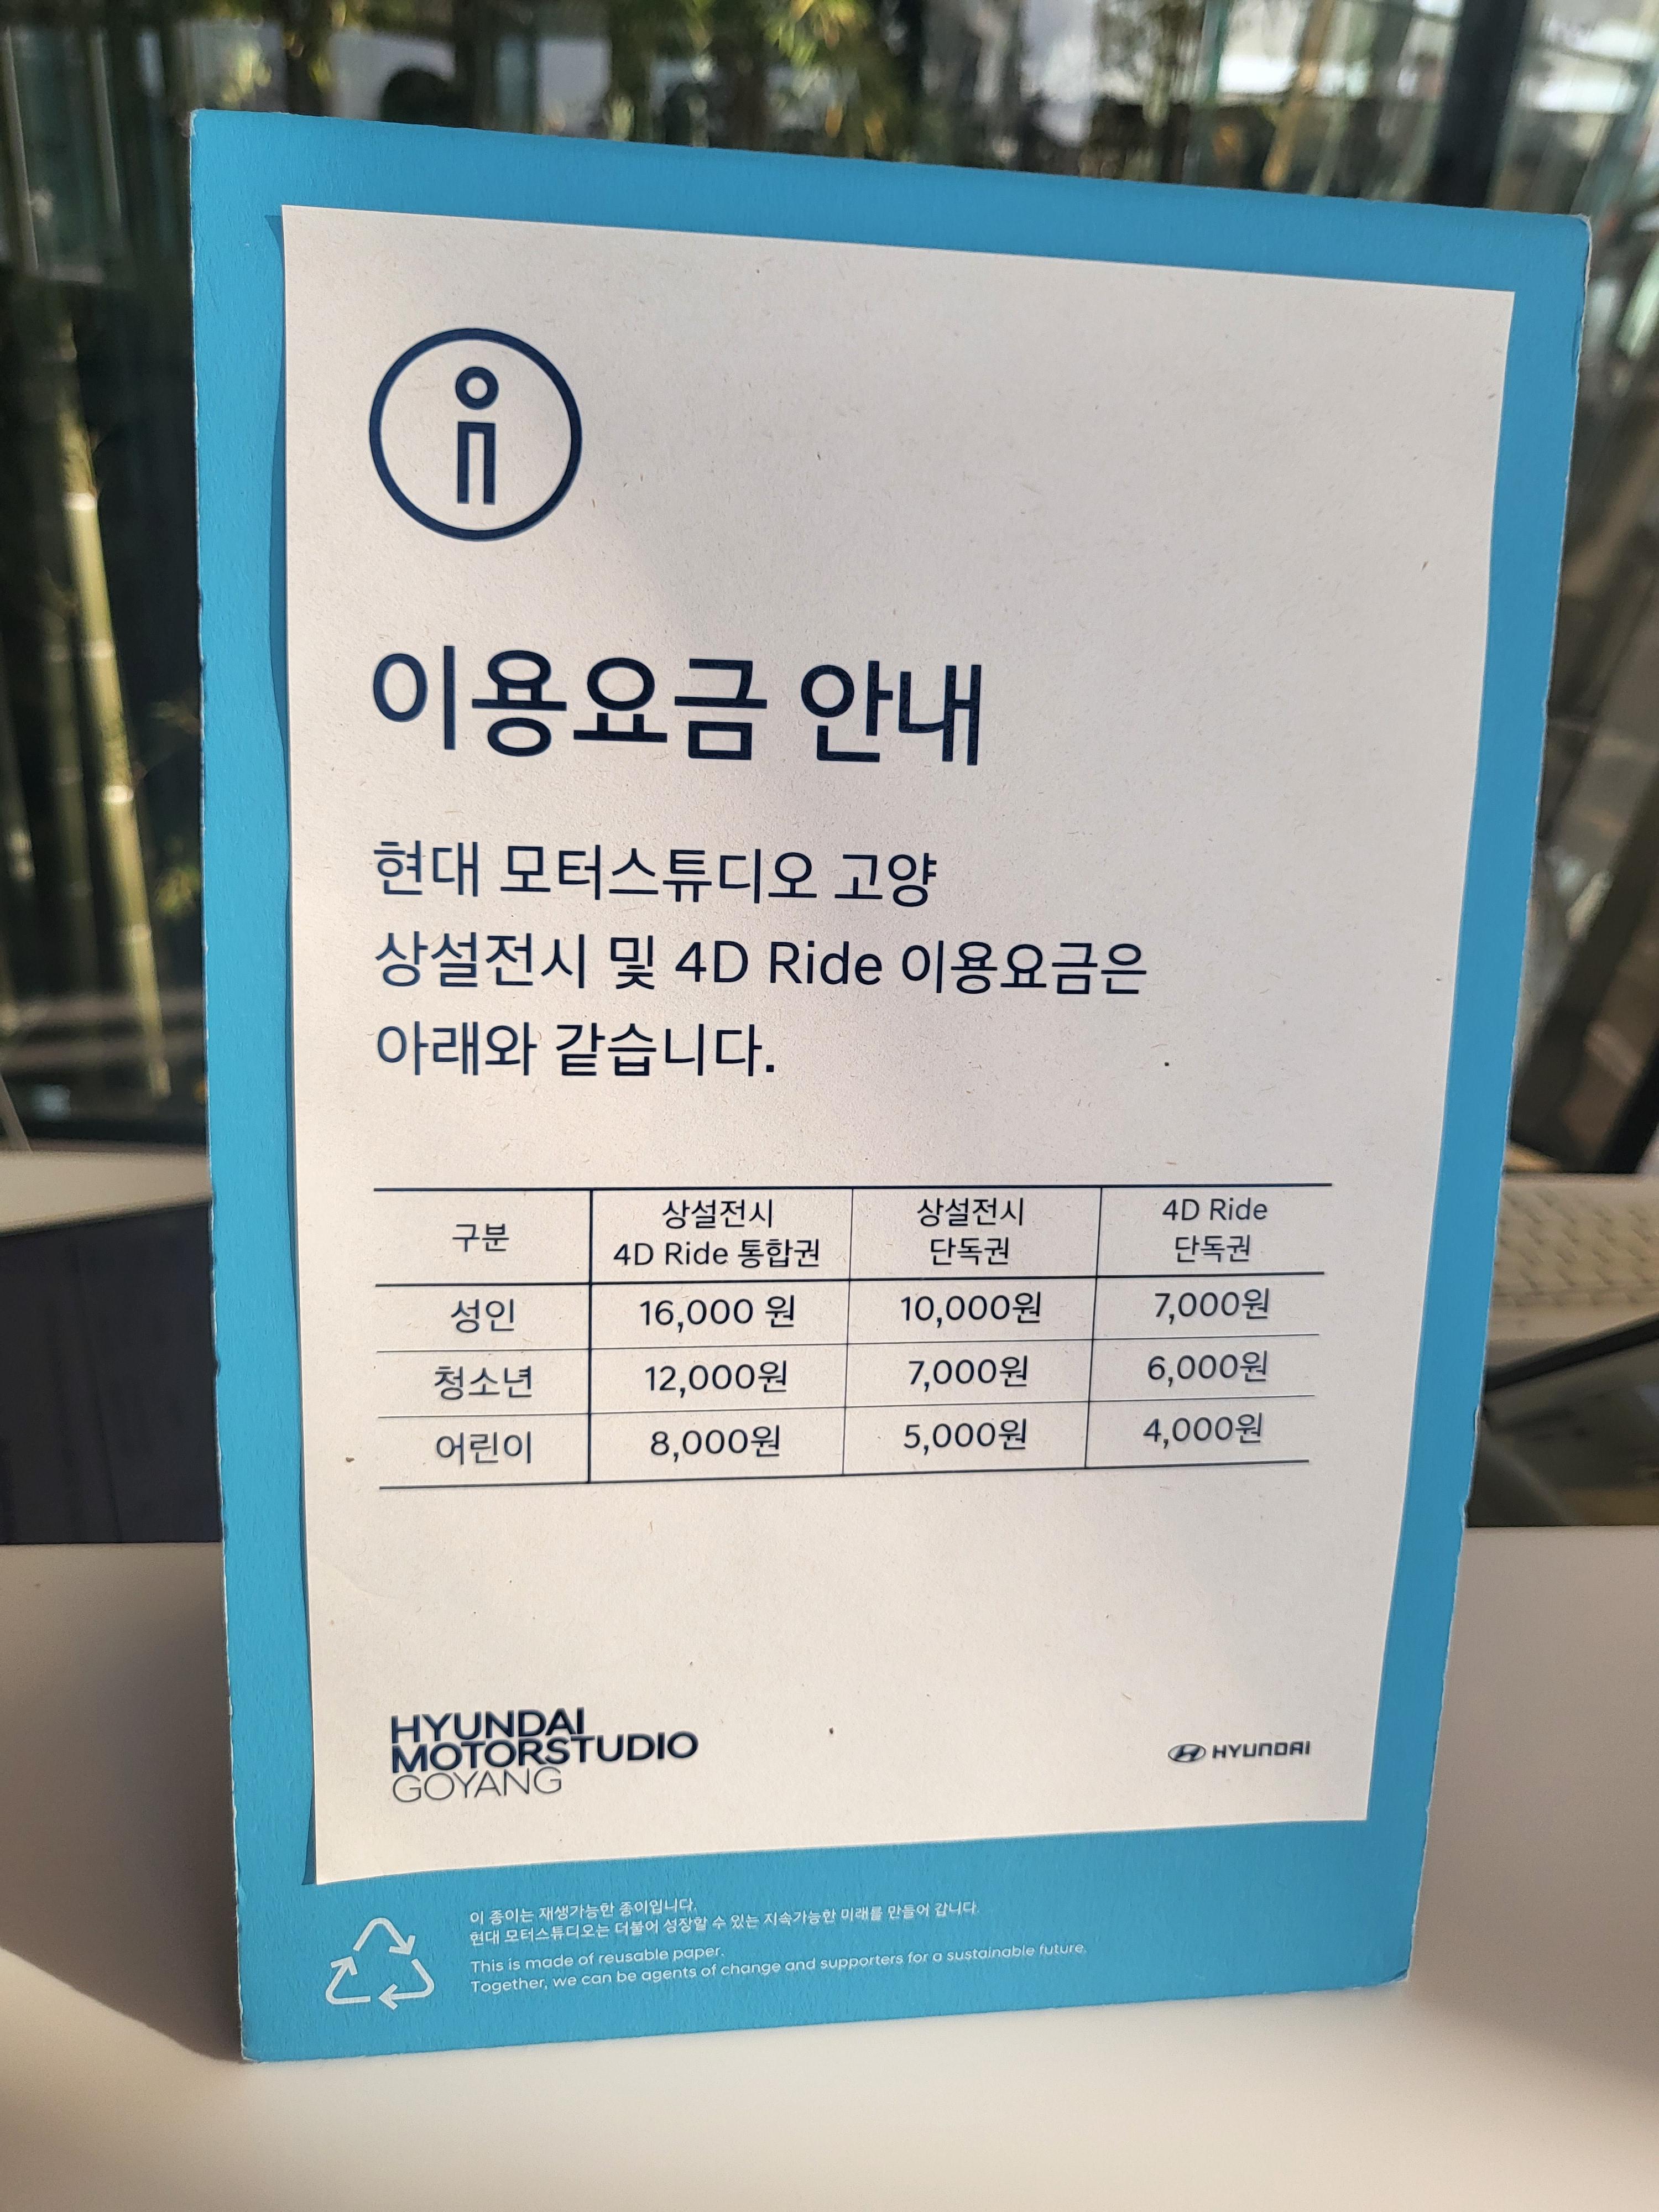 이용요금 안내
현대 모터스튜디오 고양
상설전시 및 4D Ride 이용요금은
아래와 같습니다.
구분 상설전시 4D Ride 통합권 상설전시 단독권 4D Ride 단독권
성인 16,000 원 10,000원 7,000원
청소년 12,000원 7,000원 6,000원
어린이 8,000원 5,000원 4,000원
HYUNDAI
MOTORSTUDIO
GOYANG
HYUNDAI
이 종이는 재생가능한 종이입니다.
현대 모터스튜디오는 더불어 성장할 수 있는 지속가능한 미래를 만들어 갑니다.
This is made of reusable paper.
Together, we can be agents of change and supporters for a sustainable future.